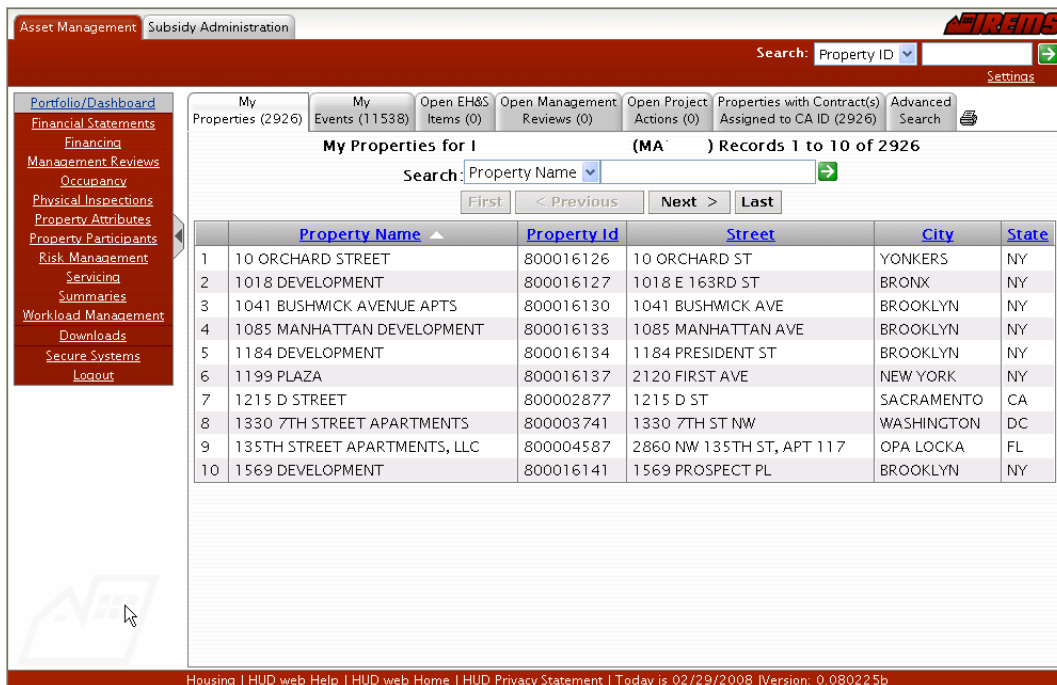 Asset Management Subsidy Administration
iREMS
Search: Property ID
Settings
Portfolio/Dashboard
Financial Statements
Financing
Management Reviews
Occupancy
Physical Inspections
Property Attributes
Property Participants
Risk Management
Servicing
Summaries
Workload Management
Downloads
Secure Systems
Logout
My Properties (2926)
My Events (11538)
Open EH&S Items (0)
Open Management Reviews (0)
Open Project Actions (0)
Properties with Contract(s) Assigned to CA ID (2926)
Advanced Search
My Properties for I (MA ) Records 1 to 10 of 2926
Search: Property Name
First < Previous Next > Last
Property Name Property Id Street City State
1 10 ORCHARD STREET 800016126 10 ORCHARD ST YONKERS NY
2 1018 DEVELOPMENT 800016127 1018 E 163RD ST BRONX NY
3 1041 BUSHWICK AVENUE APTS 800016130 1041 BUSHWICK AVE BROOKLYN NY
4 1085 MANHATTAN DEVELOPMENT 800016133 1085 MANHATTAN AVE BROOKLYN NY
5 1184 DEVELOPMENT 800016134 1184 PRESIDENT ST BROOKLYN NY
6 1199 PLAZA 800016137 2120 FIRST AVE NEW YORK NY
7 1215 D STREET 800002877 1215 D ST SACRAMENTO CA
8 1330 7TH STREET APARTMENTS 800003741 1330 7TH ST NW WASHINGTON DC
9 135TH STREET APARTMENTS, LLC 800004587 2860 NW 135TH ST, APT 117 OPA LOCKA FL
10 1569 DEVELOPMENT 800016141 1569 PROSPECT PL BROOKLYN NY
Housing | HUD web Help | HUD web Home | HUD Privacy Statement | Today is 02/29/2008 |Version: 0.080225b